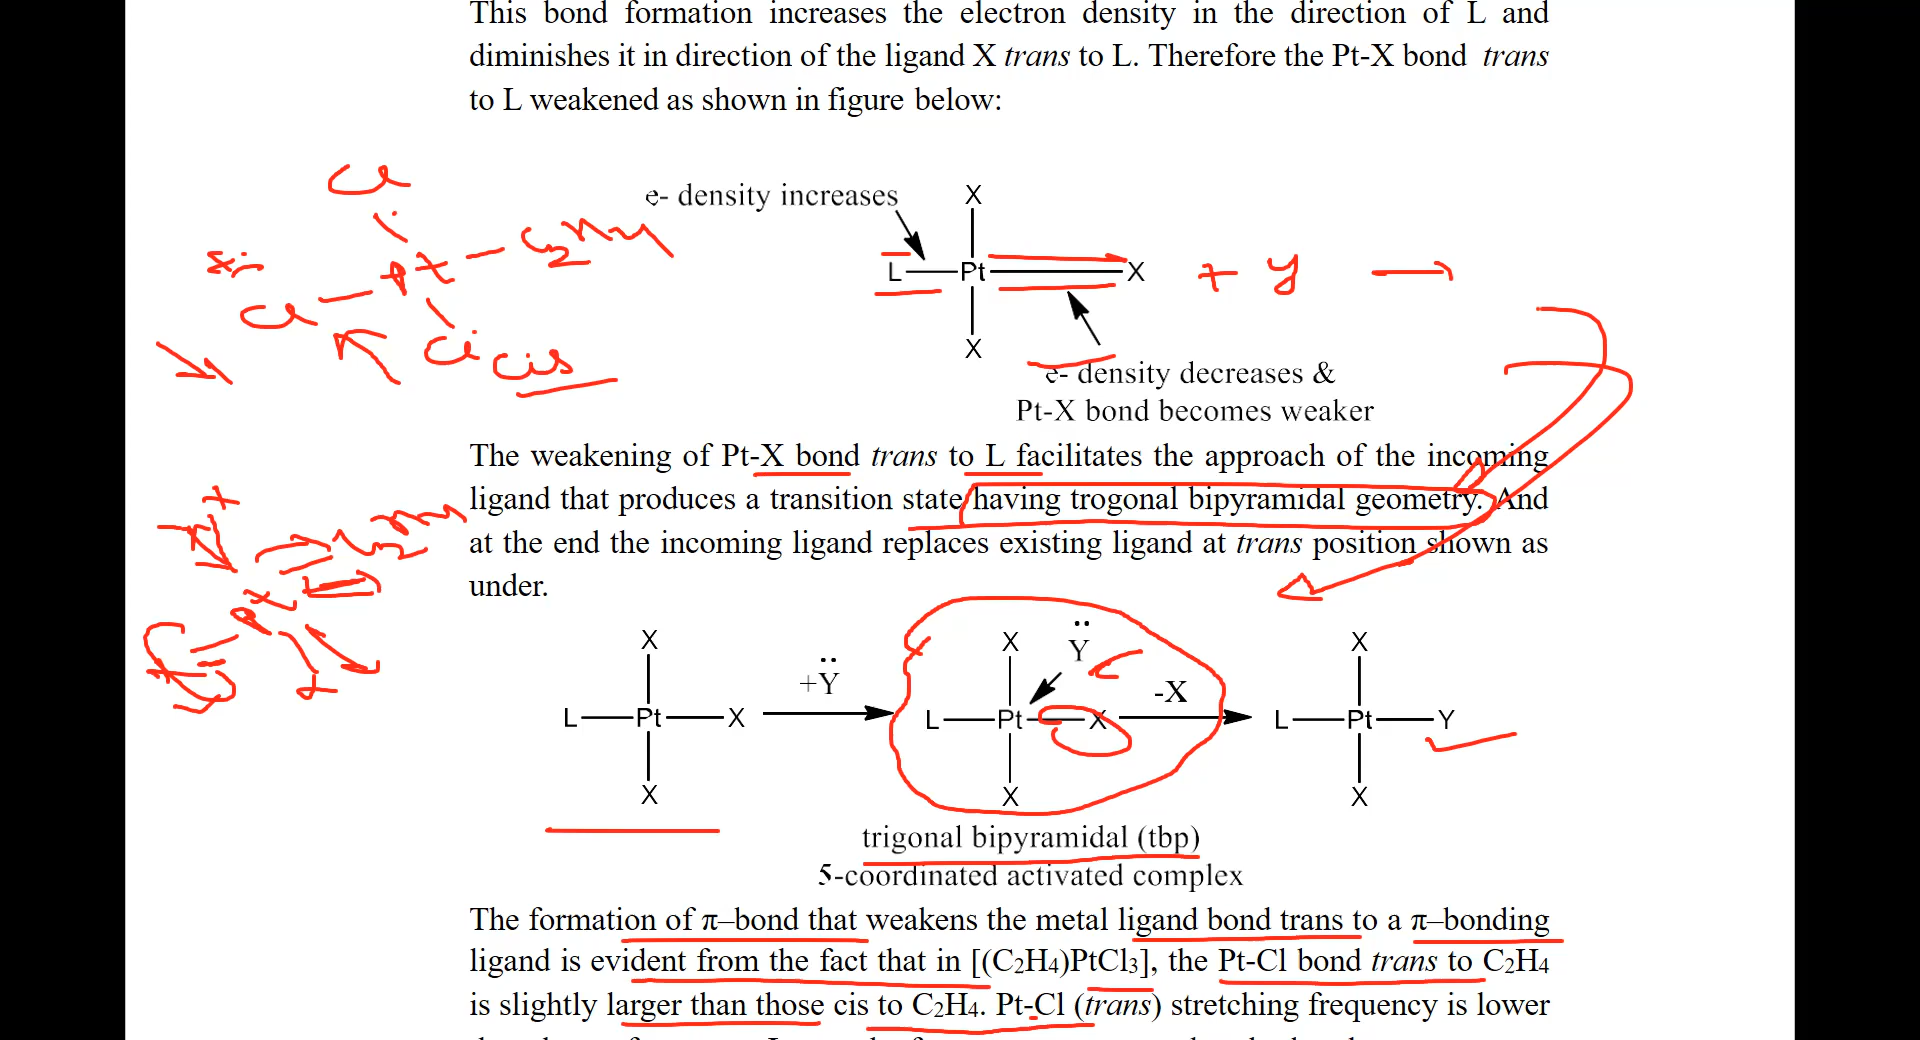 This bond formation increases the electron density in the direction of L and
diminishes it in direction of the ligand X trans to L. Therefore the Pt-X bond trans
to L weakened as shown in figure below:
Cl
e- density increases
X
Pt
Cl
L Pt X + y
Cl cis
X
e- density decreases &
Pt-X bond becomes weaker
The weakening of Pt-X bond trans to L facilitates the approach of the incoming
ligand that produces a transition state having trogonal bipyramidal geometry. And
at the end the incoming ligand replaces existing ligand at trans position shown as
under.
X X Y X
+Y
L Pt X L Pt X -X L Pt Y
X X X
trigonal bipyramidal (tbp)
5-coordinated activated complex
The formation of π–bond that weakens the metal ligand bond trans to a π–bonding
ligand is evident from the fact that in [(C₂H₄)PtCl₃], the Pt-Cl bond trans to C₂H₄
is slightly larger than those cis to C₂H₄. Pt-Cl (trans) stretching frequency is lower